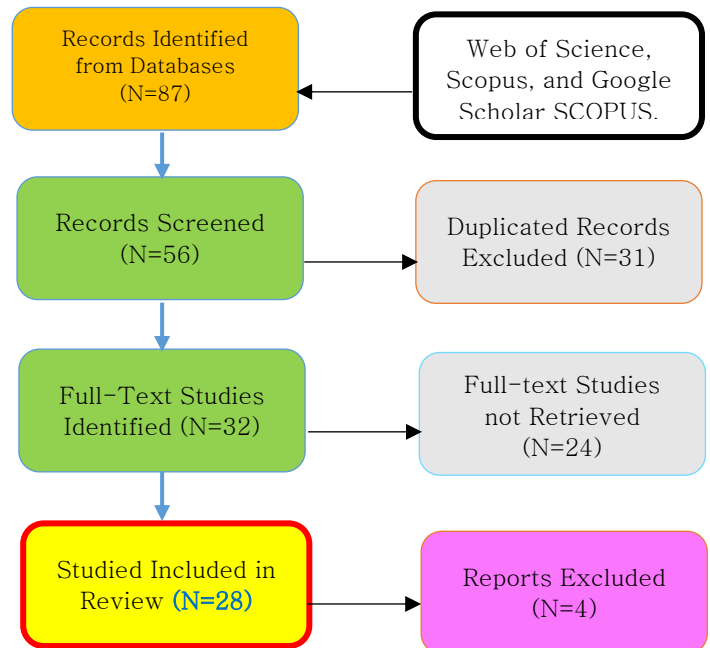 Records Identified
from Databases
(N=87)
Web of Science,
Scopus, and Google
Scholar SCOPUS.
Records Screened
(N=56)
Duplicated Records
Excluded (N=31)
Full-Text Studies
Identified (N=32)
Full-text Studies
not Retrieved
(N=24)
Studied Included in
Review (N=28)
Reports Excluded
(N=4)